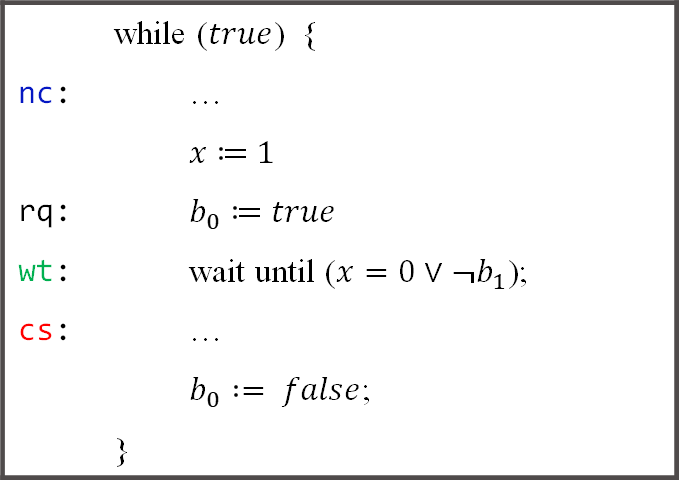 while (true) {
nc: …
x ≔ 1
rq: b₀ ≔ true
wt: wait until (x = 0 ∨ ¬b₁);
cs: …
b₀ := false;
}